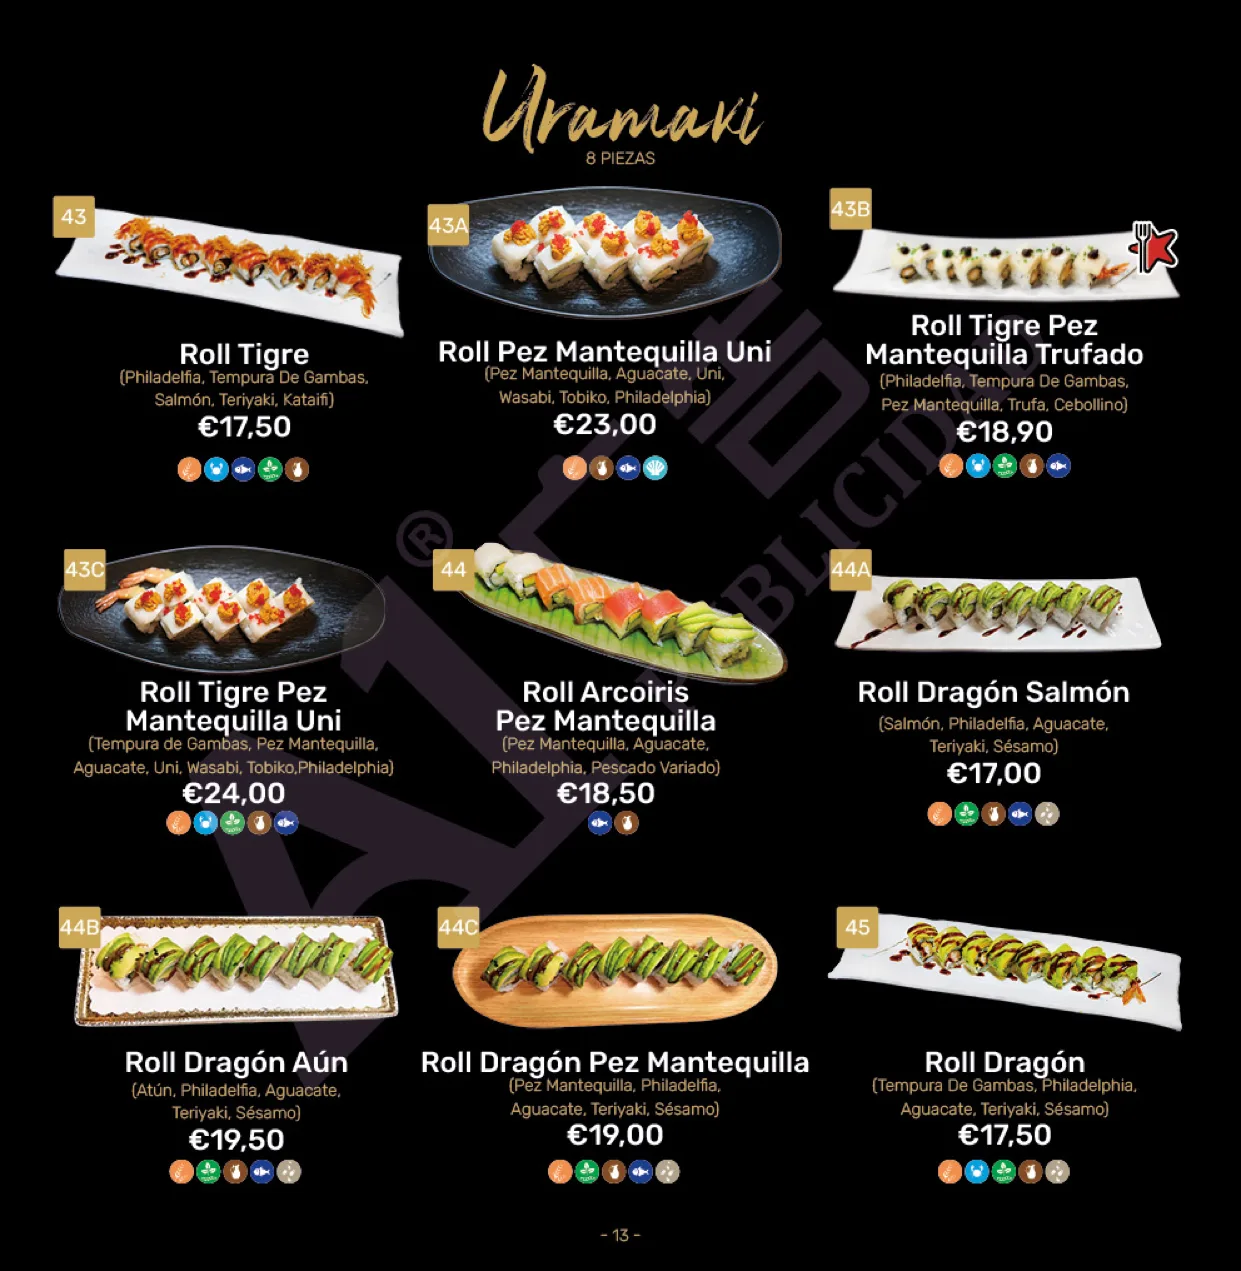 Uramaki
8 PIEZAS
43
Roll Tigre
(Philadelfia, Tempura De Gambas,
Salmón, Teriyaki, Kataifi)
€17,50
43A
Roll Pez Mantequilla Uni
(Pez Mantequilla, Aguacate, Uni,
Wasabi, Tobiko, Philadelphia)
€23,00
43B
Roll Tigre Pez
Mantequilla Trufado
(Philadelfia, Tempura De Gambas,
Pez Mantequilla, Trufa, Cebollino)
€18,90
43C
Roll Tigre Pez
Mantequilla Uni
(Tempura de Gambas, Pez Mantequilla,
Aguacate, Uni, Wasabi, Tobiko,Philadelphia)
€24,00
44
Roll Arcoiris
Pez Mantequilla
(Pez Mantequilla, Aguacate,
Philadelphia, Pescado Variado)
€18,50
44A
Roll Dragón Salmón
(Salmón, Philadelfia, Aguacate,
Teriyaki, Sésamo)
€17,00
44B
Roll Dragón Aún
(Atún, Philadelfia, Aguacate,
Teriyaki, Sésamo)
€19,50
44C
Roll Dragón Pez Mantequilla
(Pez Mantequilla, Philadelfia,
Aguacate, Teriyaki, Sésamo)
€19,00
45
Roll Dragón
(Tempura De Gambas, Philadelphia,
Aguacate, Teriyaki, Sésamo)
€17,50
- 13 -